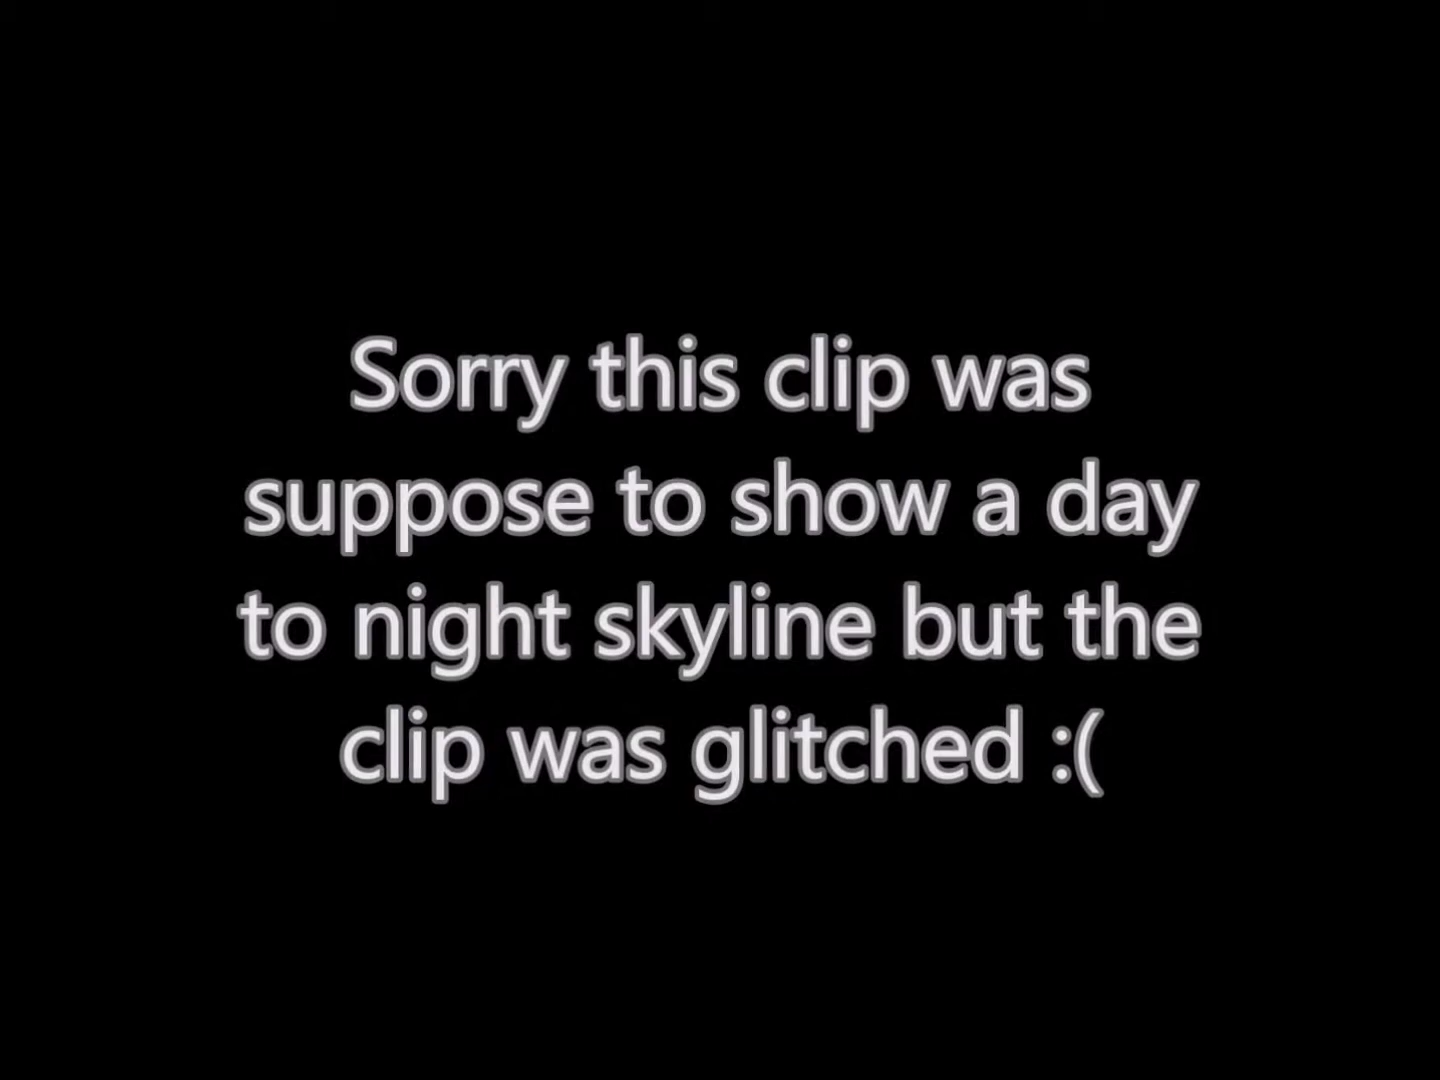 Sorry this clip was
suppose to show a day
to night skyline but the
clip was glitched :(